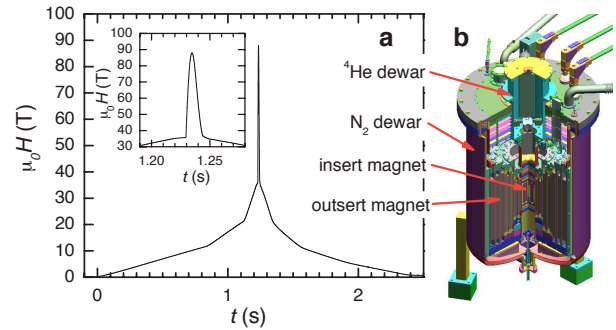 a
b
μ₀H (T)
100
90
80
70
60
50
40
30
20
10
0
0
1
2
t (s)
μ₀H (T)
100
90
80
70
60
50
40
30
1.20
1.25
t (s)
⁴He dewar
N₂ dewar
insert magnet
outsert magnet